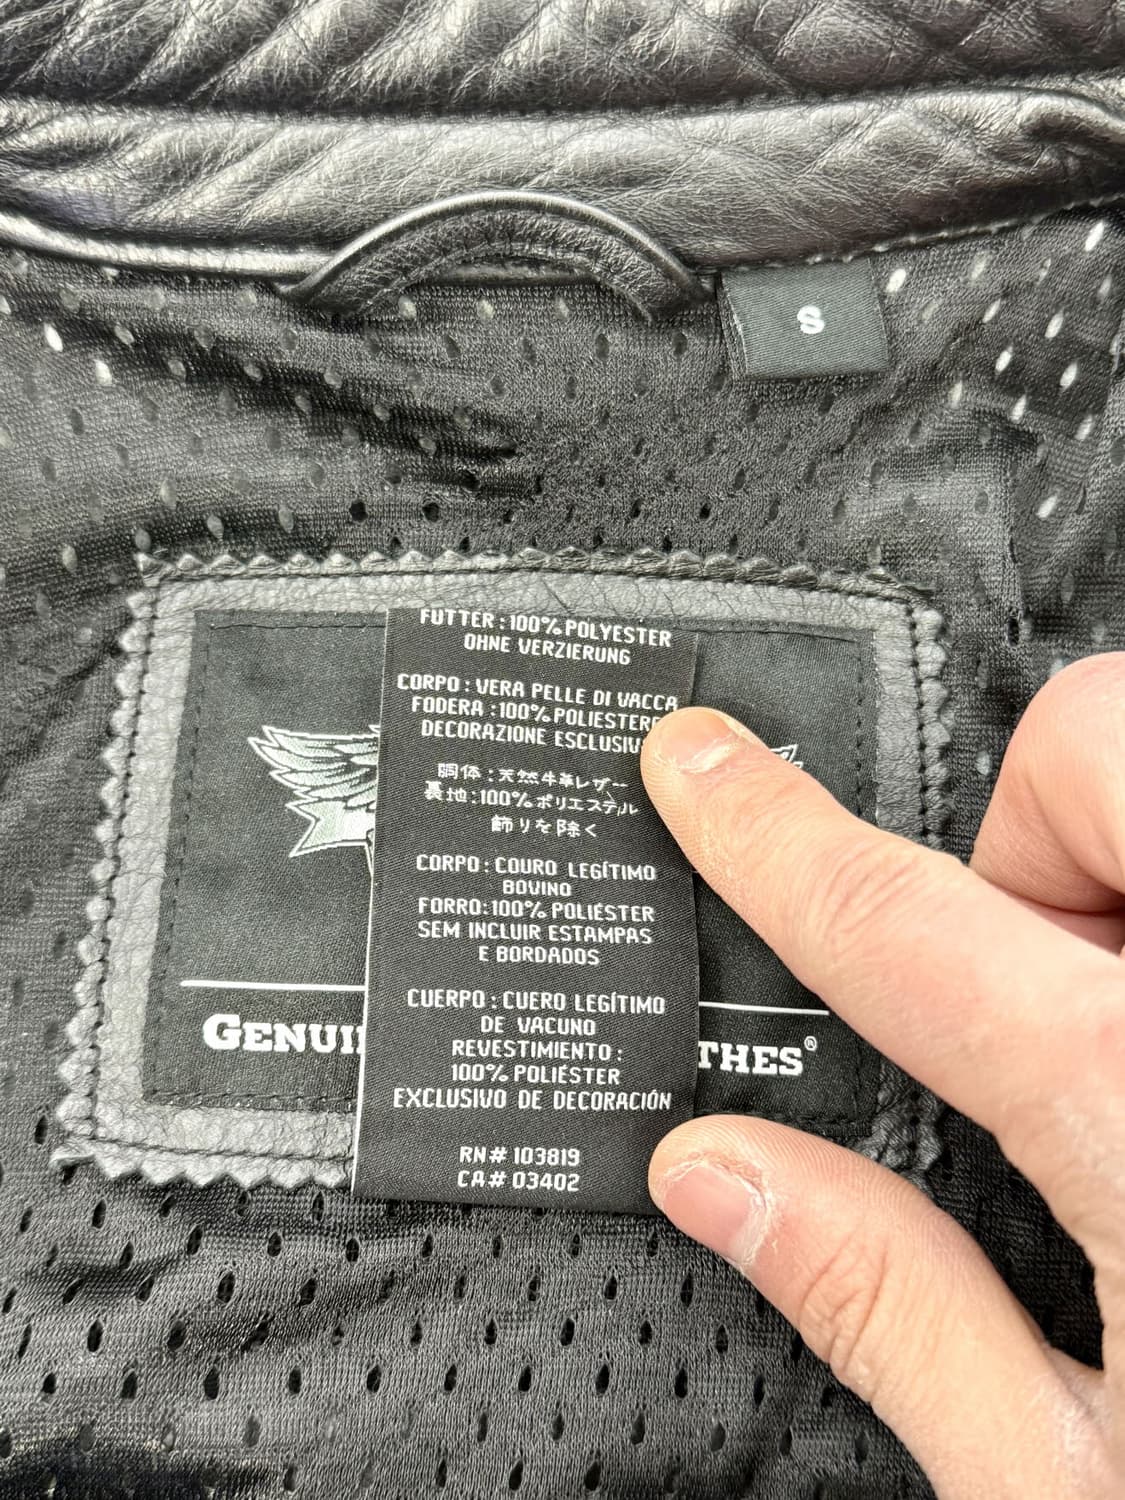 S
FUTTER : 100% POLYESTER
OHNE VERZIERUNG
CORPO : VERA PELLE DI VACCA
FODERA : 100% POLIESTERE
DECORAZIONE ESCLUSIV
胴体 : 天然牛革レザー
裏地 : 100% ポリエステル
飾りを除く
CORPO : COURO LEGÍTIMO
BOVINO
FORRO: 100% POLIÉSTER
SEM INCLUIR ESTAMPAS
E BORDADOS
CUERPO : CUERO LEGÍTIMO
DE VACUNO
REVESTIMIENTO :
100% POLIÉSTER
EXCLUSIVO DE DECORACIÓN
RN# 103819
CA# 03402
GENUI THES®